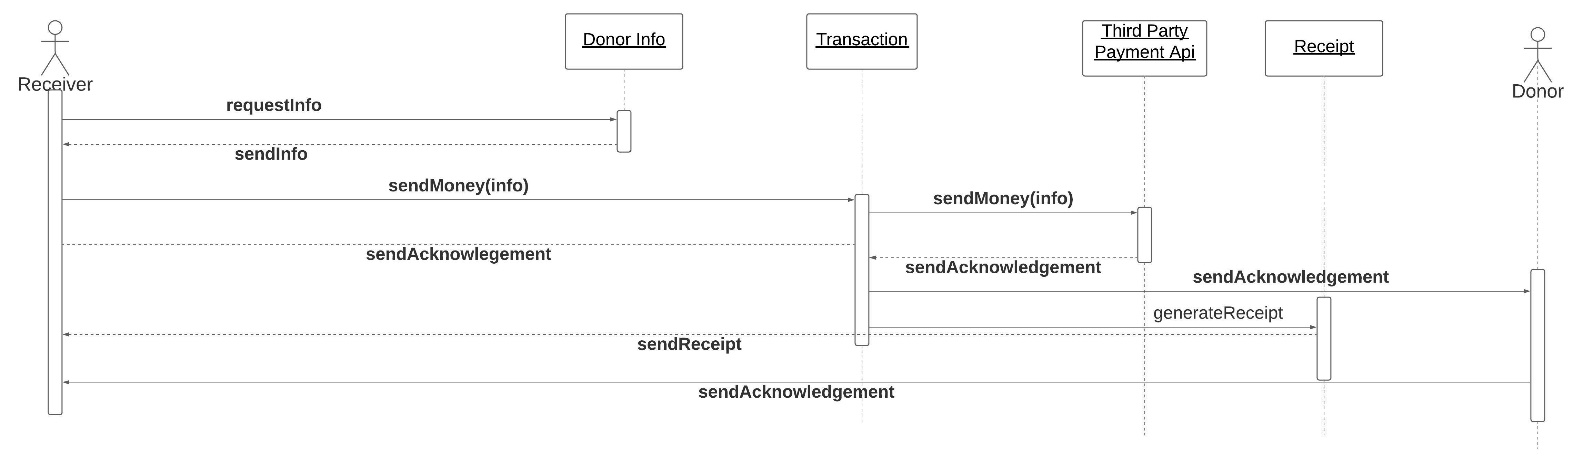 Donor Info
Transaction
Third Party
Payment Api
Receipt
Receiver
Donor
requestInfo
sendInfo
sendMoney(info)
sendMoney(info)
sendAcknowlegement
sendAcknowledgement
sendAcknowledgement
generateReceipt
sendReceipt
sendAcknowledgement